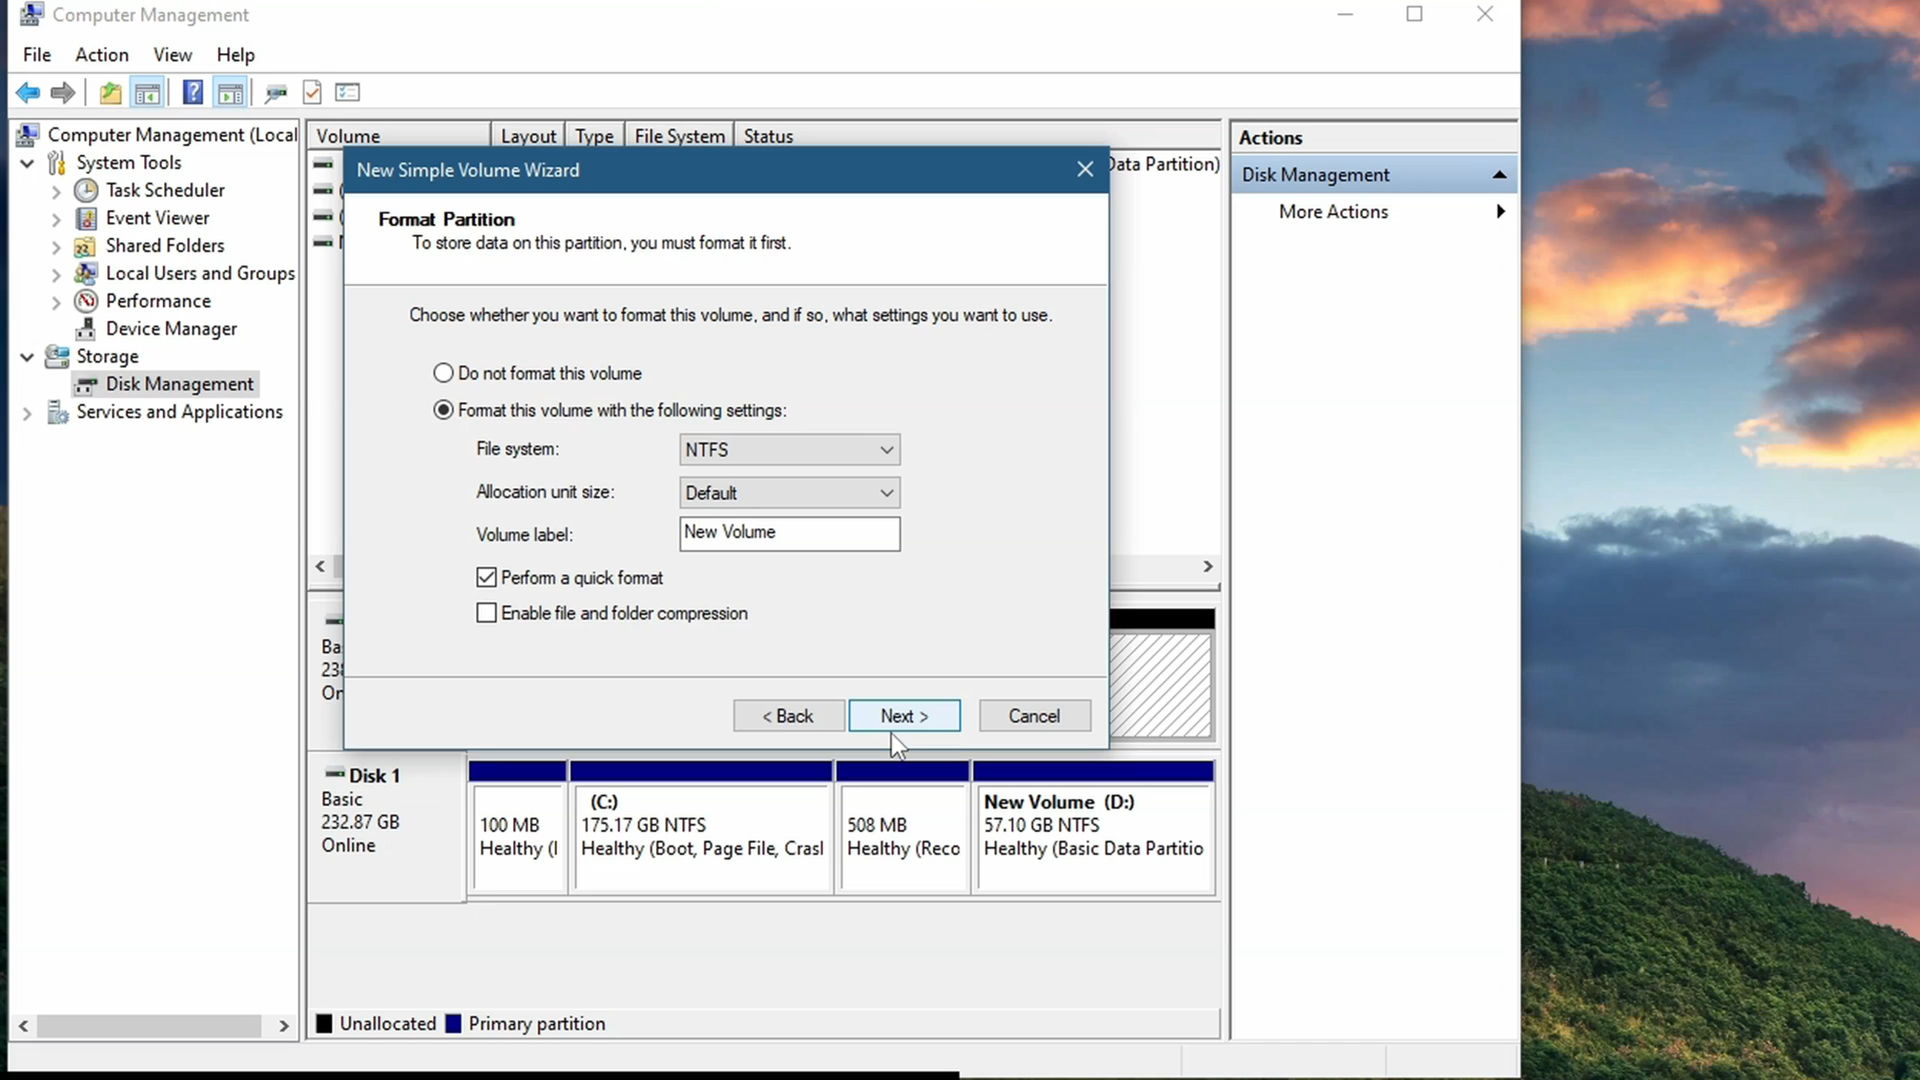 Computer Management
File Action View Help
Computer Management (Local
System Tools
Task Scheduler
Event Viewer
Shared Folders
Local Users and Groups
Performance
Device Manager
Storage
Disk Management
Services and Applications
Volume Layout Type File System Status
Data Partition)
New Simple Volume Wizard
Format Partition
To store data on this partition, you must format it first.
Choose whether you want to format this volume, and if so, what settings you want to use.
Do not format this volume
Format this volume with the following settings:
File system: NTFS
Allocation unit size: Default
Volume label: New Volume
Perform a quick format
Enable file and folder compression
< Back Next > Cancel
Ba
23
Or
Disk 1
Basic
232.87 GB
Online
100 MB
Healthy (I
(C:)
175.17 GB NTFS
Healthy (Boot, Page File, Crasl
508 MB
Healthy (Reco
New Volume (D:)
57.10 GB NTFS
Healthy (Basic Data Partitio
Unallocated Primary partition
Actions
Disk Management
More Actions